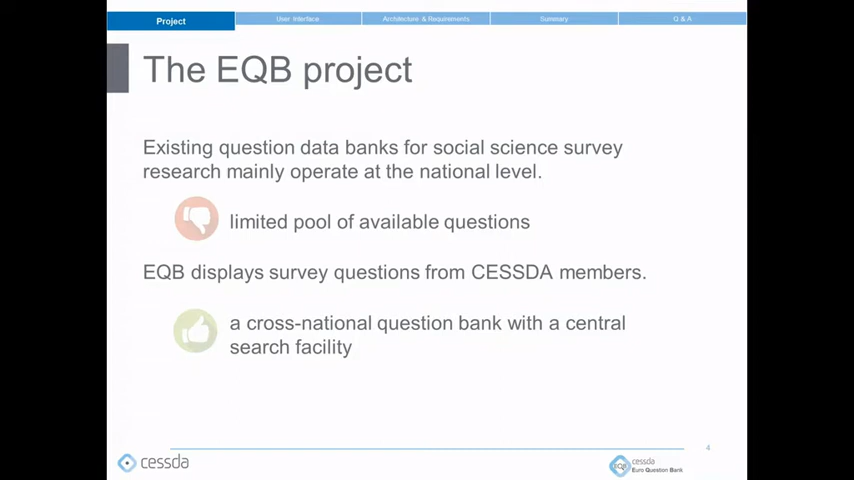 Project
User Interface
Architecture & Requirements
Summary
Q & A
The EQB project
Existing question data banks for social science survey
research mainly operate at the national level.
limited pool of available questions
EQB displays survey questions from CESSDA members.
a cross-national question bank with a central
search facility
4
cessda
EQB
cessda
Euro Question Bank